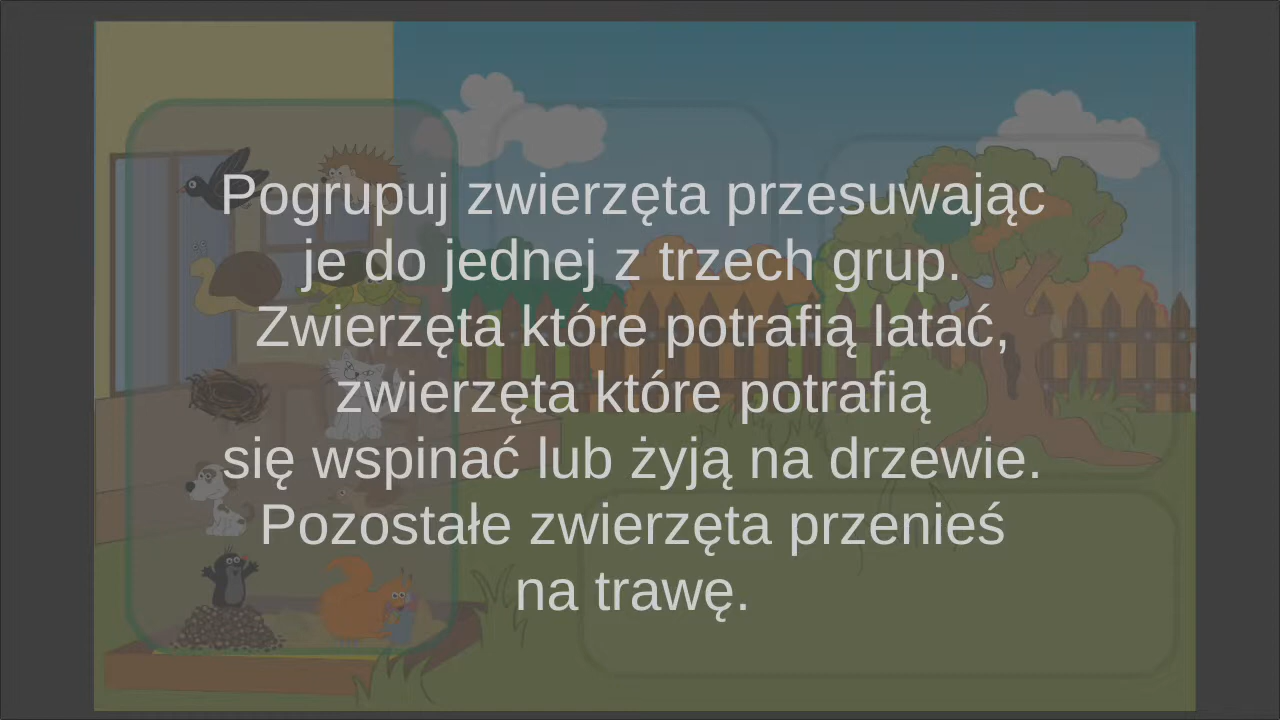 Pogrupuj zwierzęta przesuwając
je do jednej z trzech grup.
Zwierzęta które potrafią latać,
zwierzęta które potrafią
się wspinać lub żyją na drzewie.
Pozostałe zwierzęta przenieś
na trawę.